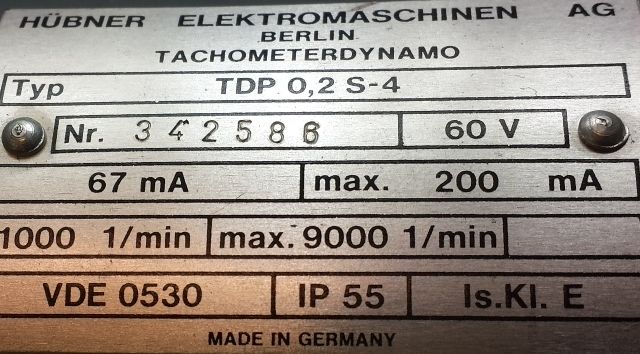 HÜBNER ELEKTROMASCHINEN AG
BERLIN
TACHOMETERDYNAMO
Typ TDP 0,2 S-4
Nr. 342586 60 V
67 mA max. 200 mA
1000 1/min max. 9000 1/min
VDE 0530 IP 55 Is.Kl. E
MADE IN GERMANY